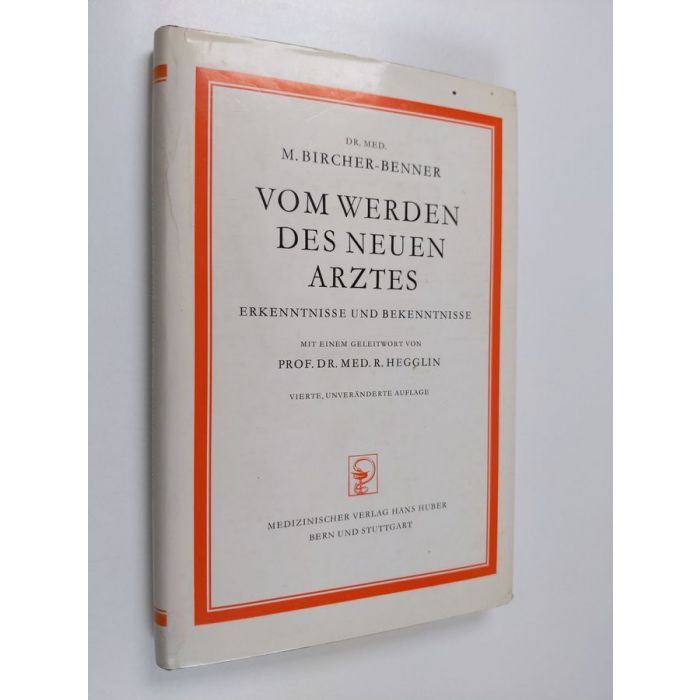 DR. MED.
M. BIRCHER-BENNER
VOM WERDEN
DES NEUEN
ARZTES
ERKENNTNISSE UND BEKENNTNISSE
MIT EINEM GELEITWORT VON
PROF. DR. MED. R. HEGGLIN
VIERTE, UNVERÄNDERTE AUFLAGE
MEDIZINISCHER VERLAG HANS HUBER
BERN UND STUTTGART